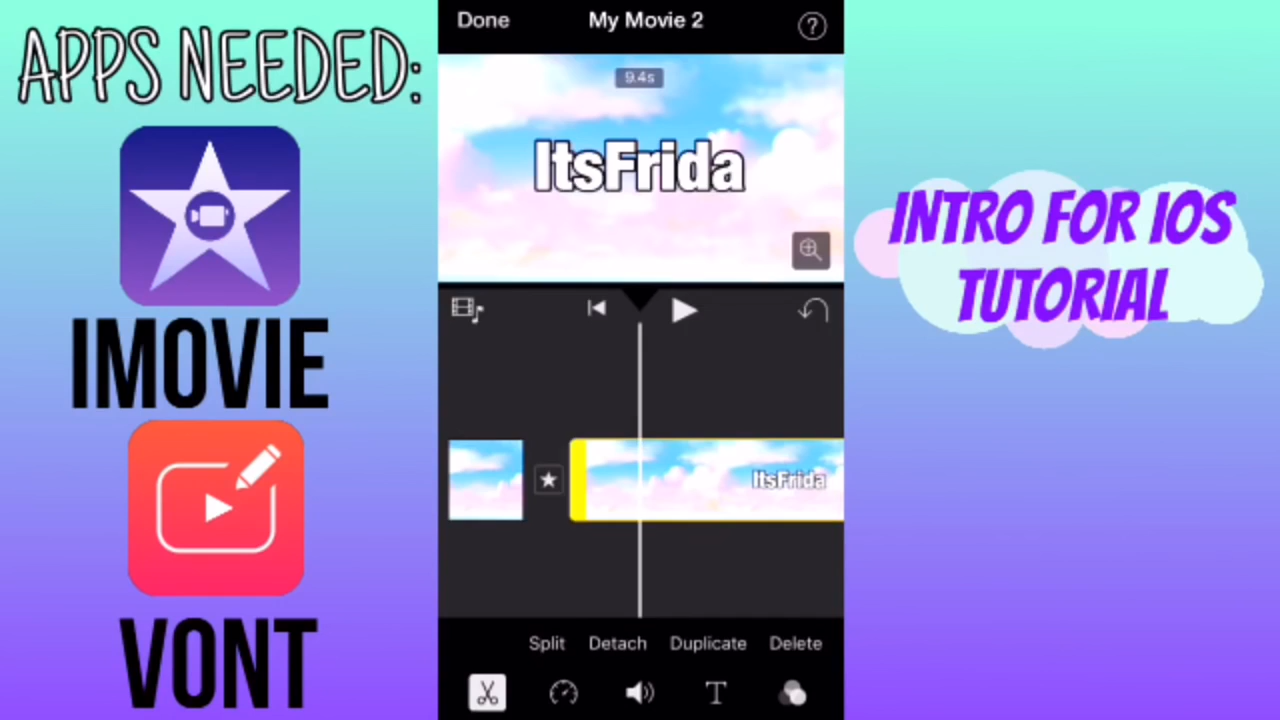 APPS NEEDED:
IMOVIE
VONT
Done
My Movie 2
?
9.4s
ItsFrida
ItsFrida
Split
Detach
Duplicate
Delete
T
INTRO FOR IOS
TUTORIAL